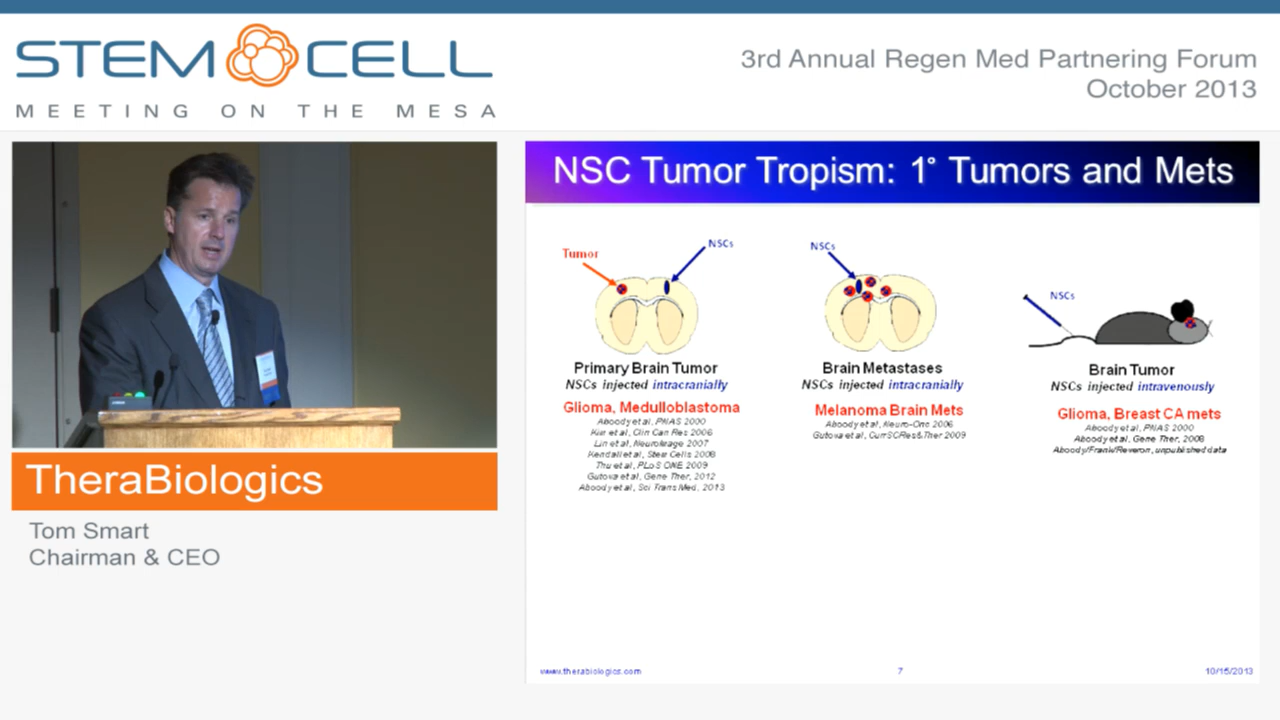 STEM CELL
MEETING ON THE MESA
3rd Annual Regen Med Partnering Forum
October 2013
NSC Tumor Tropism: 1° Tumors and Mets
Tumor
NSCs
NSCs
NSCs
Primary Brain Tumor
NSCs injected intracranially
Glioma, Medulloblastoma
Aboody et al, PNAS 2000
Kim et al, Clin Can Res 2006
Lin et al, NeuroImage 2007
Kendall et al, Stem Cells 2008
Thu et al, PLoS ONE 2009
Gutova et al, Gene Ther, 2012
Aboody et al, Sci Trans Med, 2013
Brain Metastases
NSCs injected intracranially
Melanoma Brain Mets
Aboody et al, Neuro-Onc 2006
Gutova et al, CurrSCRes&Ther 2009
Brain Tumor
NSCs injected intravenously
Glioma, Breast CA mets
Aboody et al, PNAS 2000
Aboody et al, Gene Ther, 2008
Aboody/Frank/Reveron, unpublished data
www.therabiologics.com
7
10/15/2013
TheraBiologics
Tom Smart
Chairman & CEO